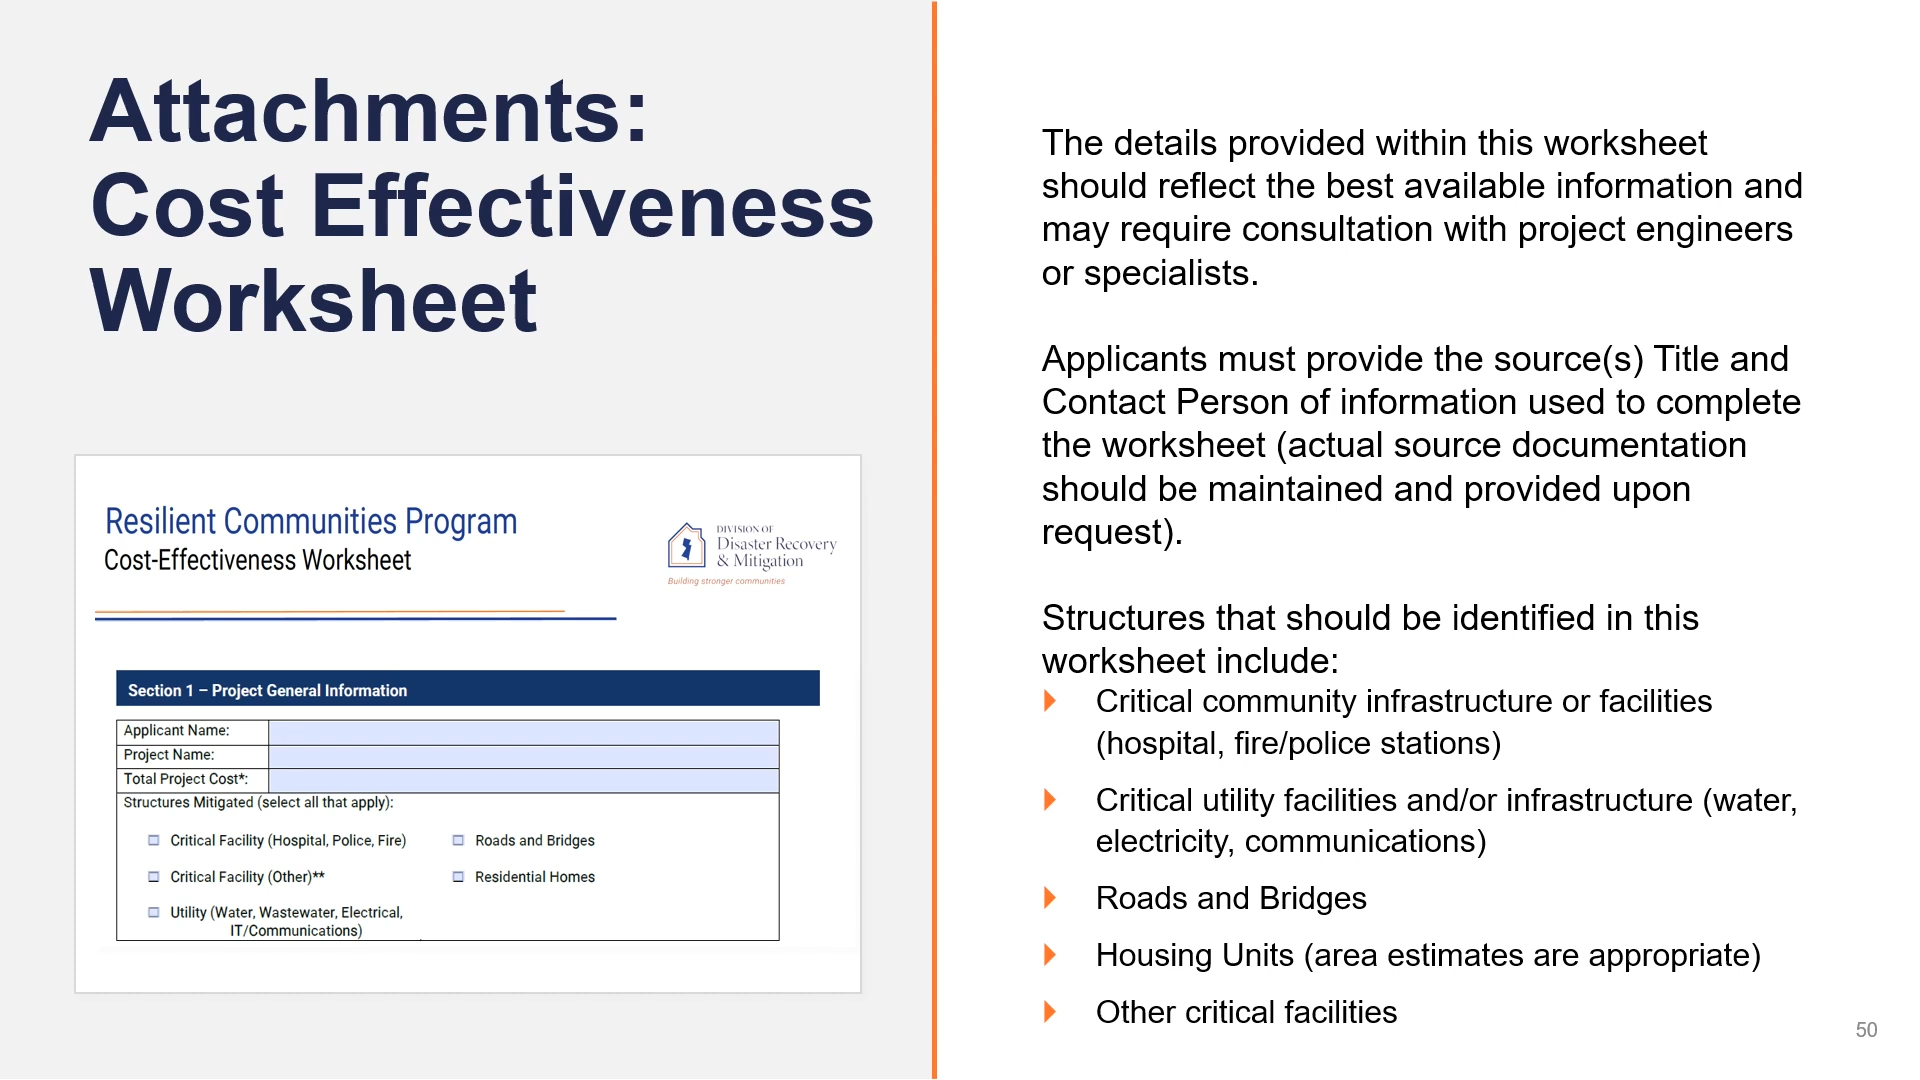 Attachments:
Cost Effectiveness
Worksheet
Resilient Communities Program
Cost-Effectiveness Worksheet
DIVISION OF
Disaster Recovery
& Mitigation
Building stronger communities
Section 1 – Project General Information
Applicant Name:
Project Name:
Total Project Cost*:
Structures Mitigated (select all that apply):
Critical Facility (Hospital, Police, Fire)
Roads and Bridges
Critical Facility (Other)**
Residential Homes
Utility (Water, Wastewater, Electrical,
IT/Communications)
The details provided within this worksheet
should reflect the best available information and
may require consultation with project engineers
or specialists.
Applicants must provide the source(s) Title and
Contact Person of information used to complete
the worksheet (actual source documentation
should be maintained and provided upon
request).
Structures that should be identified in this
worksheet include:
Critical community infrastructure or facilities
(hospital, fire/police stations)
Critical utility facilities and/or infrastructure (water,
electricity, communications)
Roads and Bridges
Housing Units (area estimates are appropriate)
Other critical facilities
50